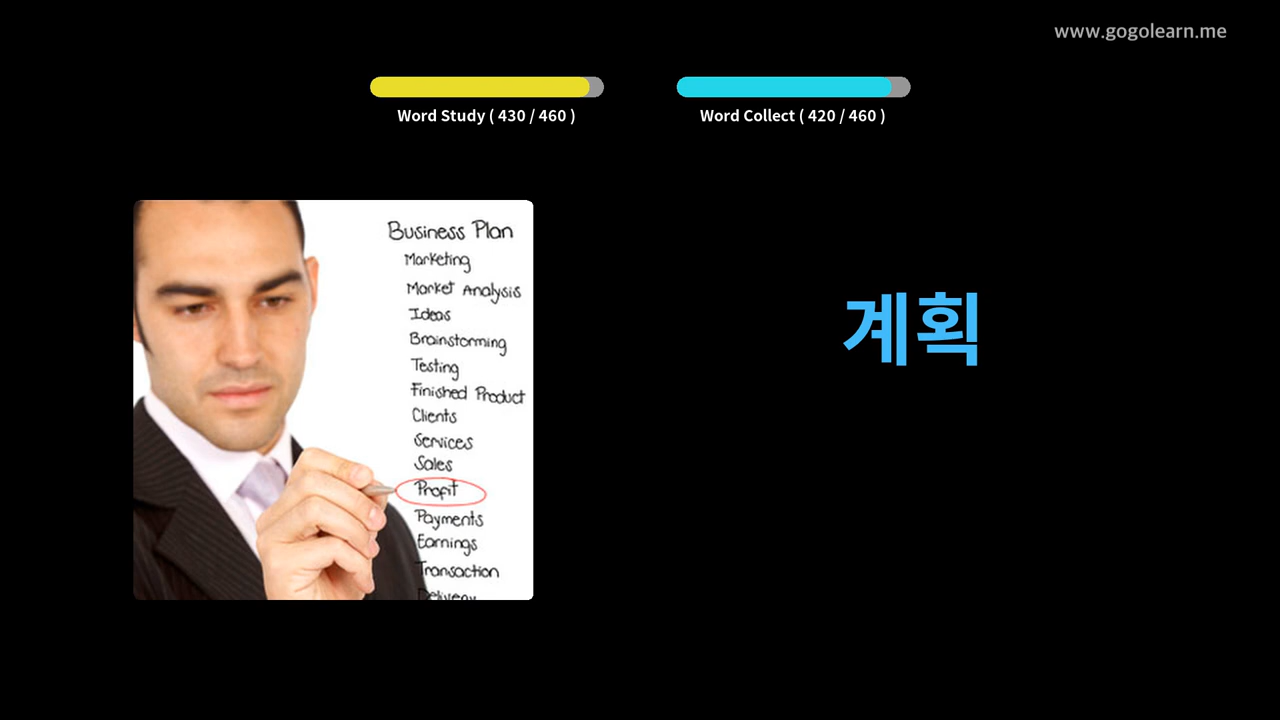 www.gogolearn.me
Word Study ( 430 / 460 )
Word Collect ( 420 / 460 )
Business Plan
Marketing
Market Analysis
Ideas
Brainstorming
Testing
Finished Product
Clients
Services
Sales
Profit
Payments
Earnings
Transaction
Delivery
계획